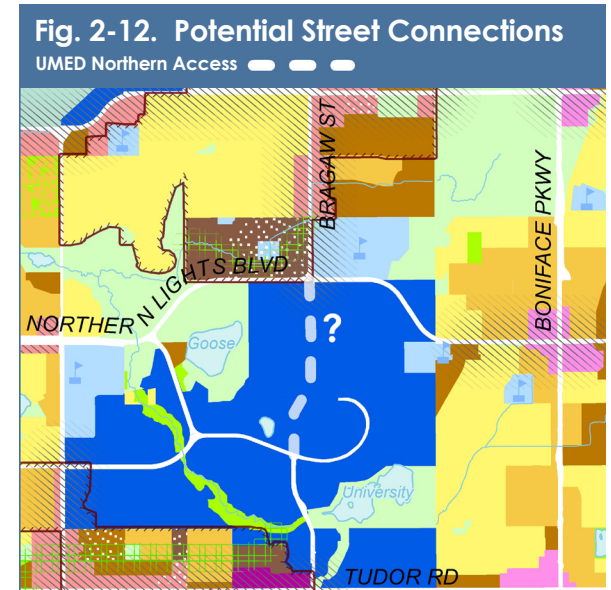 Fig. 2-12. Potential Street Connections
UMED Northern Access
BRAGAW ST
BONIFACE PKWY
NORTHERN LIGHTS BLVD
Goose
?
University
TUDOR RD